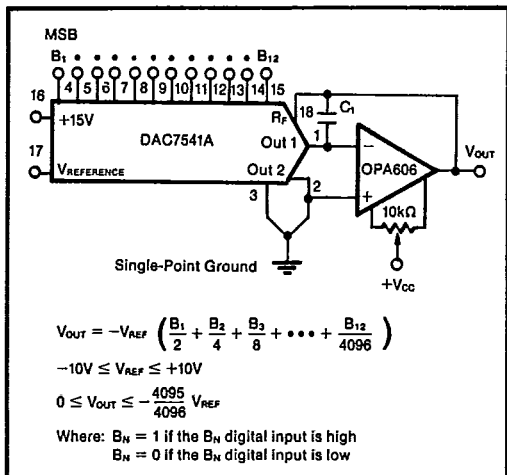 MSB
B1 • • • • • • • • • • B12
4 5 6 7 8 9 10 11 12 13 14 15
16
+15V
DAC7541A
RF
18
C1
Out 1
1
−
VOUT
17
VREFERENCE
Out 2
2
+
OPA606
3
10kΩ
Single-Point Ground
+VCC
VOUT = −VREF (B1/2 + B2/4 + B3/8 + ••• + B12/4096)
−10V ≤ VREF ≤ +10V
0 ≤ VOUT ≤ −4095/4096 VREF
Where: BN = 1 if the BN digital input is high
BN = 0 if the BN digital input is low